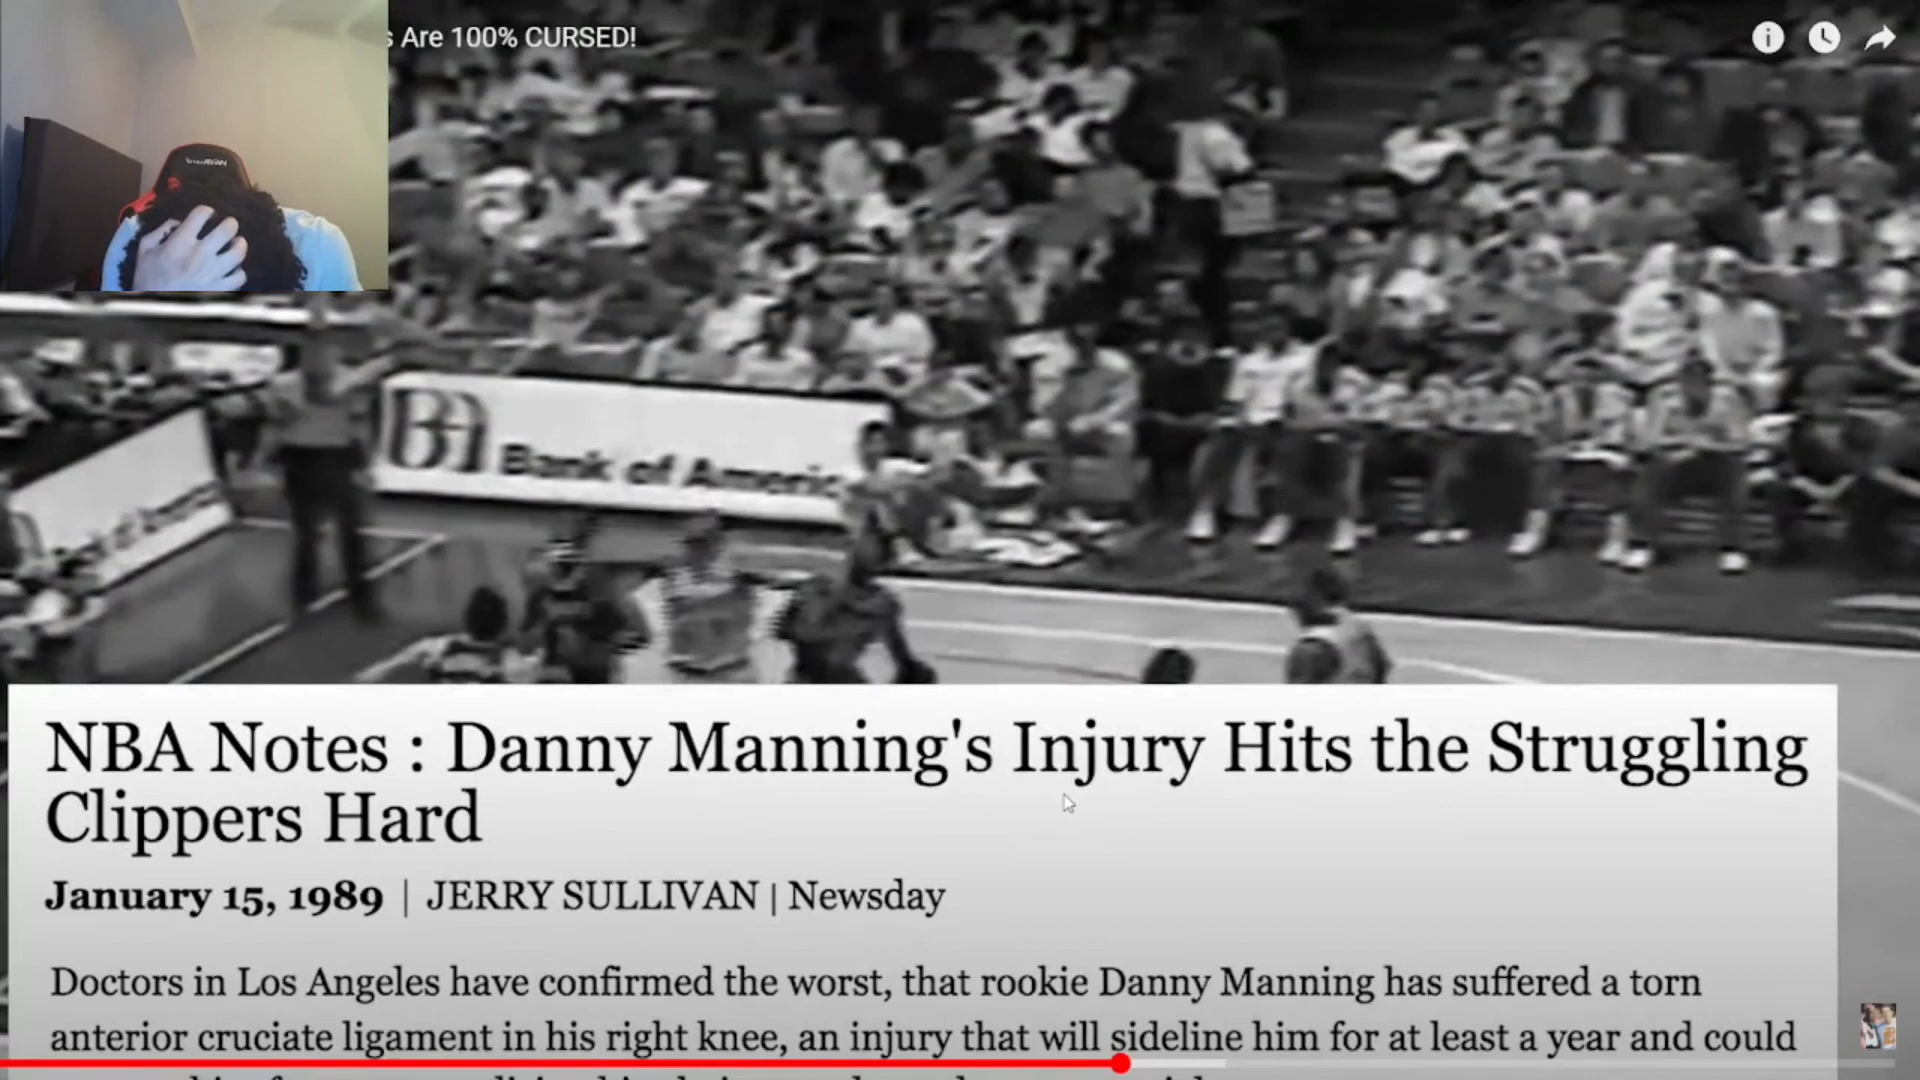 s Are 100% CURSED!
BA Bank of Americ
NBA Notes : Danny Manning's Injury Hits the Struggling
Clippers Hard
January 15, 1989 | JERRY SULLIVAN | Newsday
Doctors in Los Angeles have confirmed the worst, that rookie Danny Manning has suffered a torn
anterior cruciate ligament in his right knee, an injury that will sideline him for at least a year and could